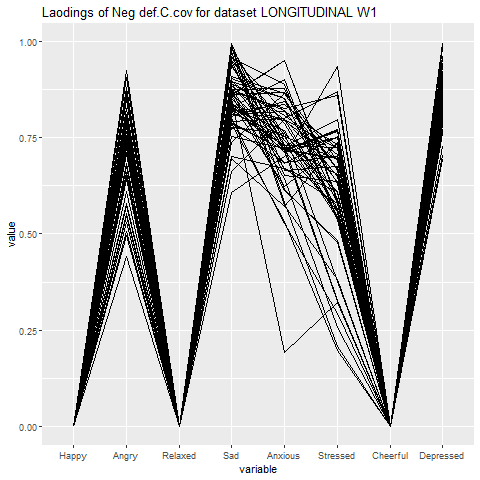 Laodings of Neg def.C.cov for dataset LONGITUDINAL W1
1.00
0.75
0.50
0.25
0.00
value
Happy Angry Relaxed Sad Anxious Stressed Cheerful Depressed
variable